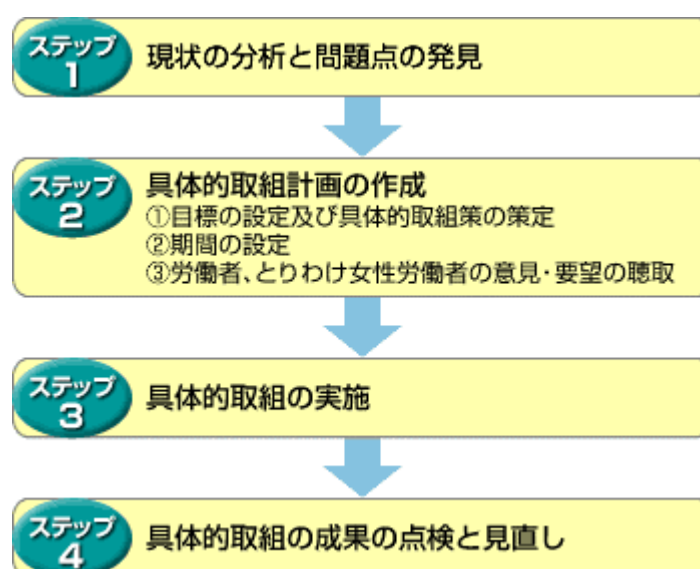 ステップ
1
現状の分析と問題点の発見
ステップ
2
具体的取組計画の作成
①目標の設定及び具体的取組策の策定
②期間の設定
③労働者、とりわけ女性労働者の意見・要望の聴取
ステップ
3
具体的取組の実施
ステップ
4
具体的取組の成果の点検と見直し